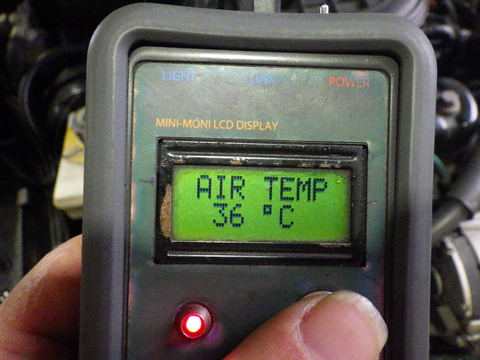 LIGHT LINK POWER
MINI-MONI LCD DISPLAY
AIR TEMP
36 °C